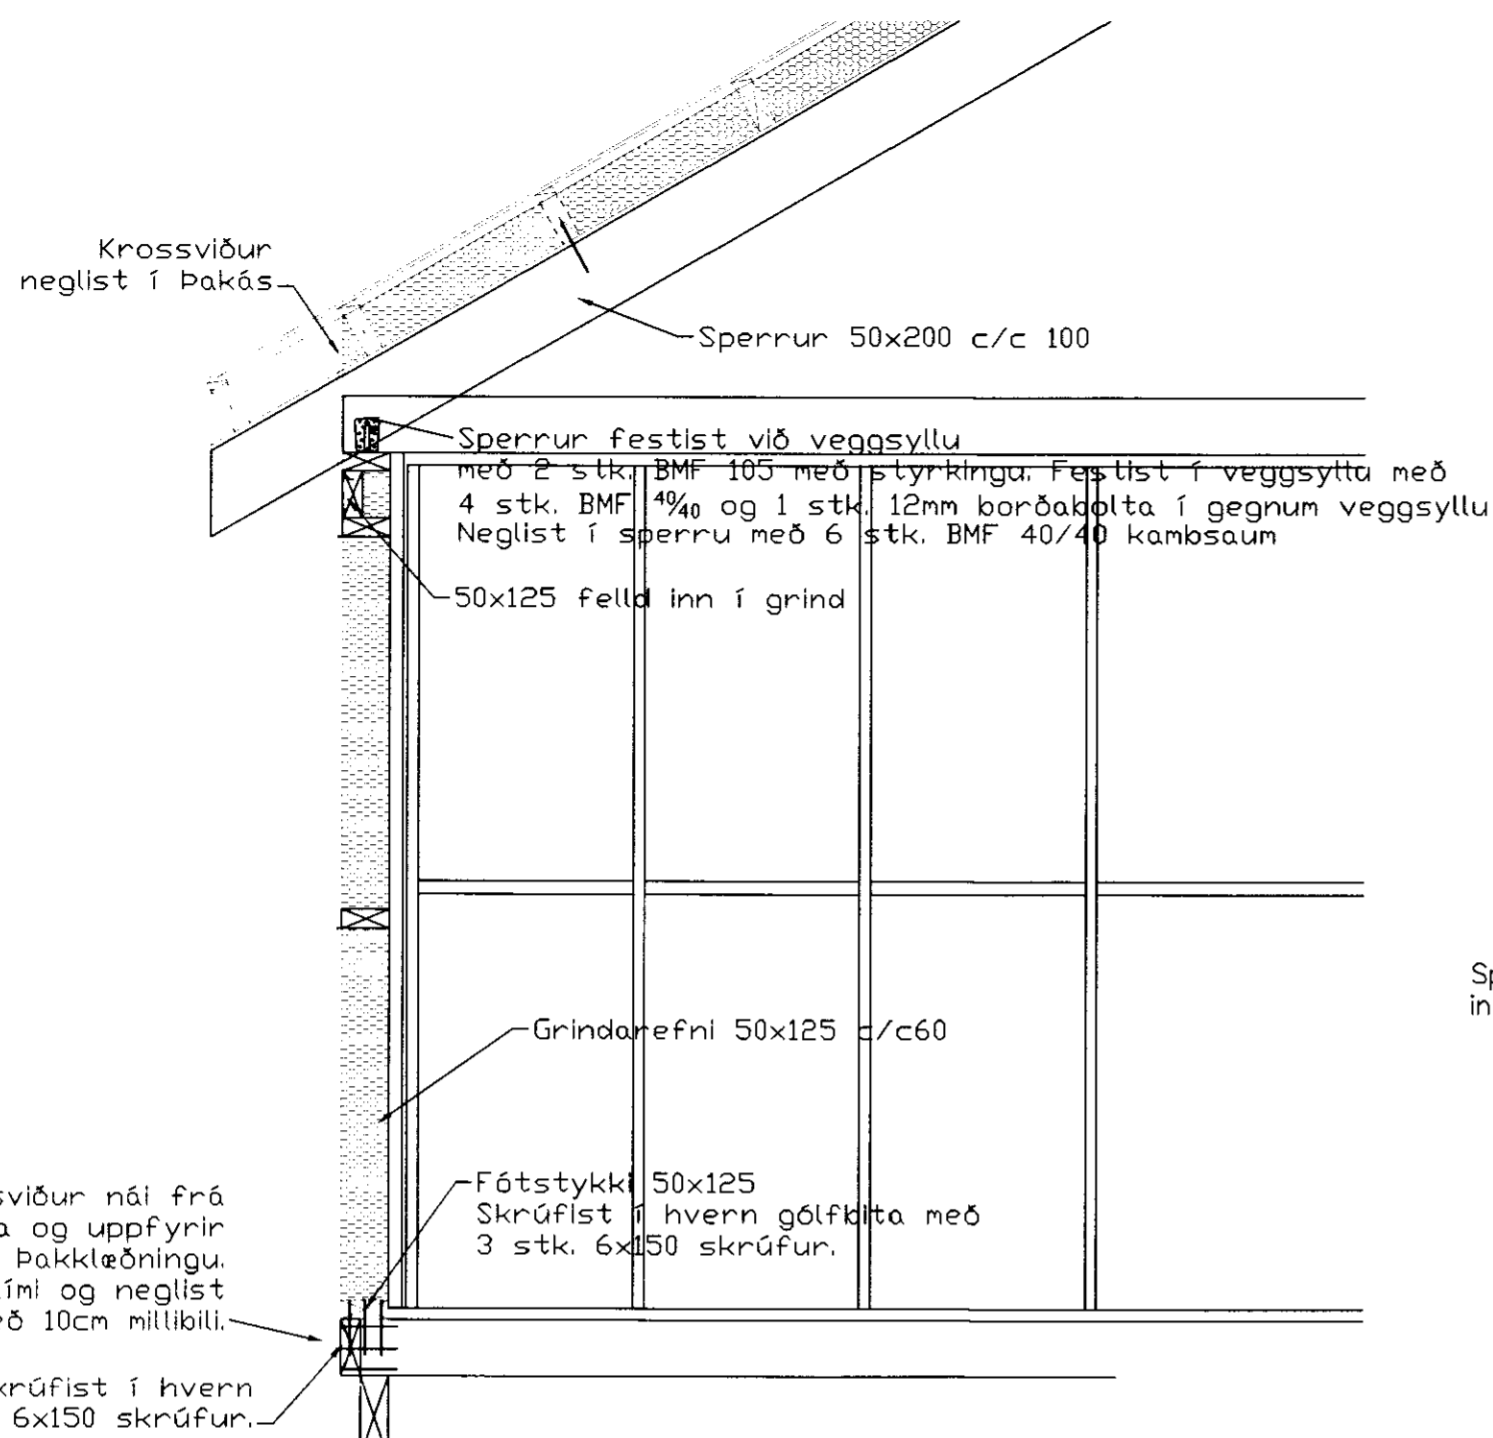 Krossviður
neglist í Þakás
Sperrur 50x200 c/c 100
Sperrur festist við veggsyllu
með 2 stk. BMF 105 með styrkingu. Festist í veggsyllu með
4 stk. BMF 40/40 og 1 stk. 12mm borðabolta í gegnum veggsyllu
Neglist í sperru með 6 stk. BMF 40/40 kambsaum
50x125 felld inn í grind
Grindarefni 50x125 c/c60
Fótstykki 50x125
Skrúfist í hvern gólfbita með
3 stk. 6x150 skrúfur.
sviður nái frá
a og uppfyrir
Þakklæðningu.
ími og neglist
ð 10cm millibili.
krúfist í hvern
6x150 skrúfur.
Sp
in